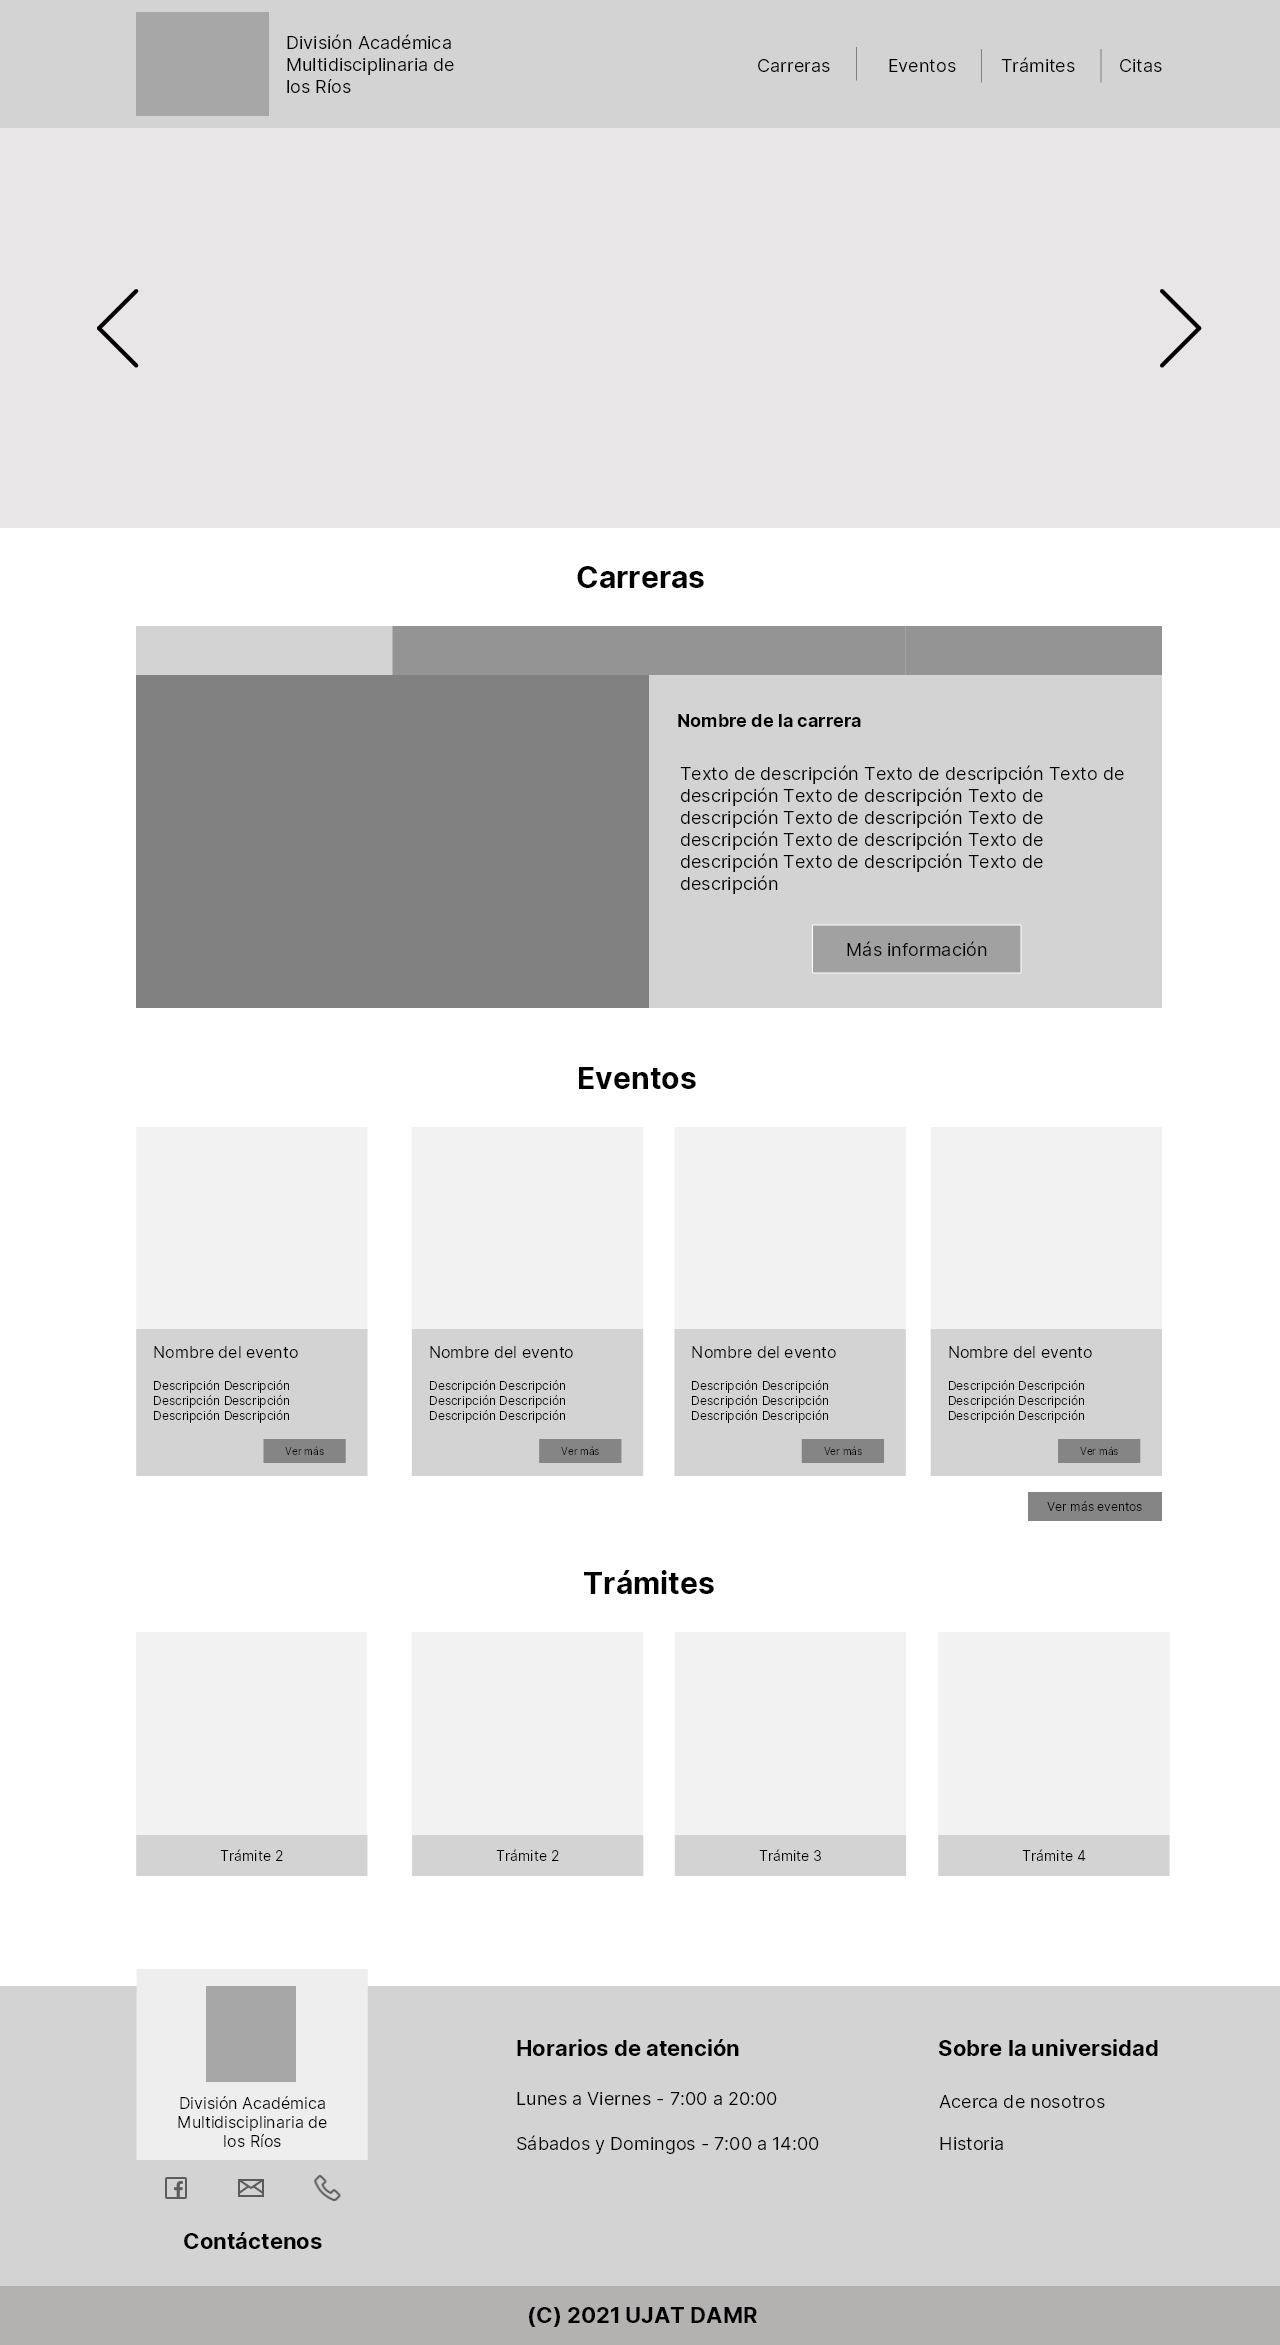 División Académica
Multidisciplinaria de
los Ríos
Carreras
Eventos
Trámites
Citas
Carreras
Nombre de la carrera
Texto de descripción Texto de descripción Texto de
descripción Texto de descripción Texto de
descripción Texto de descripción Texto de
descripción Texto de descripción Texto de
descripción Texto de descripción Texto de
descripción
Más información
Eventos
Nombre del evento
Descripción Descripción
Descripción Descripción
Descripción Descripción
Ver más
Nombre del evento
Descripción Descripción
Descripción Descripción
Descripción Descripción
Ver más
Nombre del evento
Descripción Descripción
Descripción Descripción
Descripción Descripción
Ver más
Nombre del evento
Descripción Descripción
Descripción Descripción
Descripción Descripción
Ver más
Ver más eventos
Trámites
Trámite 2
Trámite 2
Trámite 3
Trámite 4
División Académica
Multidisciplinaria de
los Ríos
Contáctenos
Horarios de atención
Lunes a Viernes - 7:00 a 20:00
Sábados y Domingos - 7:00 a 14:00
Sobre la universidad
Acerca de nosotros
Historia
(C) 2021 UJAT DAMR